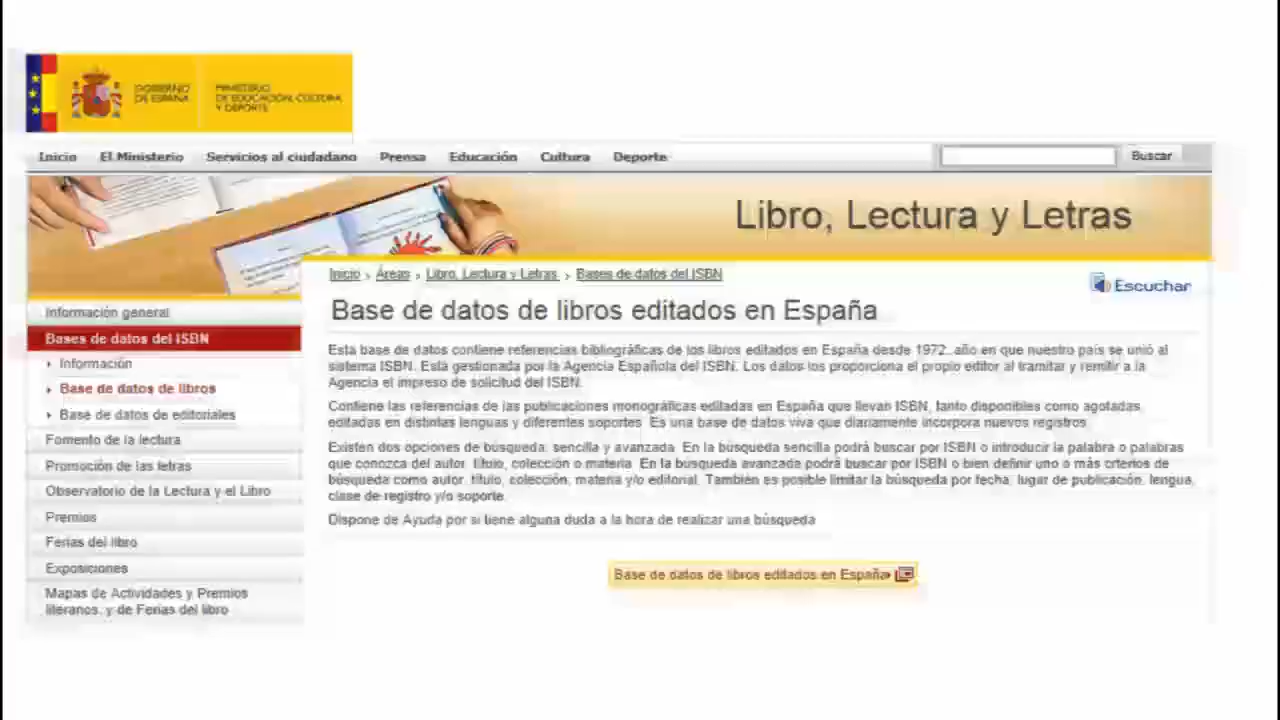 GOBIERNO
DE ESPAÑA
MINISTERIO
DE EDUCACIÓN, CULTURA
Y DEPORTE
Inicio El Ministerio Servicios al ciudadano Prensa Educación Cultura Deporte Buscar
Libro, Lectura y Letras
Inicio > Áreas > Libro, Lectura y Letras > Bases de datos del ISBN
Escuchar
Información general
Bases de datos del ISBN
Información
Base de datos de libros
Base de datos de editoriales
Fomento de la lectura
Promoción de las letras
Observatorio de la Lectura y el Libro
Premios
Ferias del libro
Exposiciones
Mapas de Actividades y Premios
literarios, y de Ferias del libro
Base de datos de libros editados en España
Esta base de datos contiene referencias bibliográficas de los libros editados en España desde 1972, año en que nuestro país se unió al
sistema ISBN. Está gestionada por la Agencia Española del ISBN. Los datos los proporciona el propio editor al tramitar y remitir a la
Agencia el impreso de solicitud del ISBN.
Contiene las referencias de las publicaciones monográficas editadas en España que llevan ISBN, tanto disponibles como agotadas,
editadas en distintas lenguas y diferentes soportes. Es una base de datos viva que diariamente incorpora nuevos registros.
Existen dos opciones de búsqueda: sencilla y avanzada. En la búsqueda sencilla podrá buscar por ISBN o introducir la palabra o palabras
que conozca del autor, título, colección o materia. En la búsqueda avanzada podrá buscar por ISBN o bien definir uno o más criterios de
búsqueda como autor, título, colección, materia y/o editorial. También es posible limitar la búsqueda por fecha, lugar de publicación, lengua,
clase de registro y/o soporte.
Dispone de Ayuda por si tiene alguna duda a la hora de realizar una búsqueda
Base de datos de libros editados en España